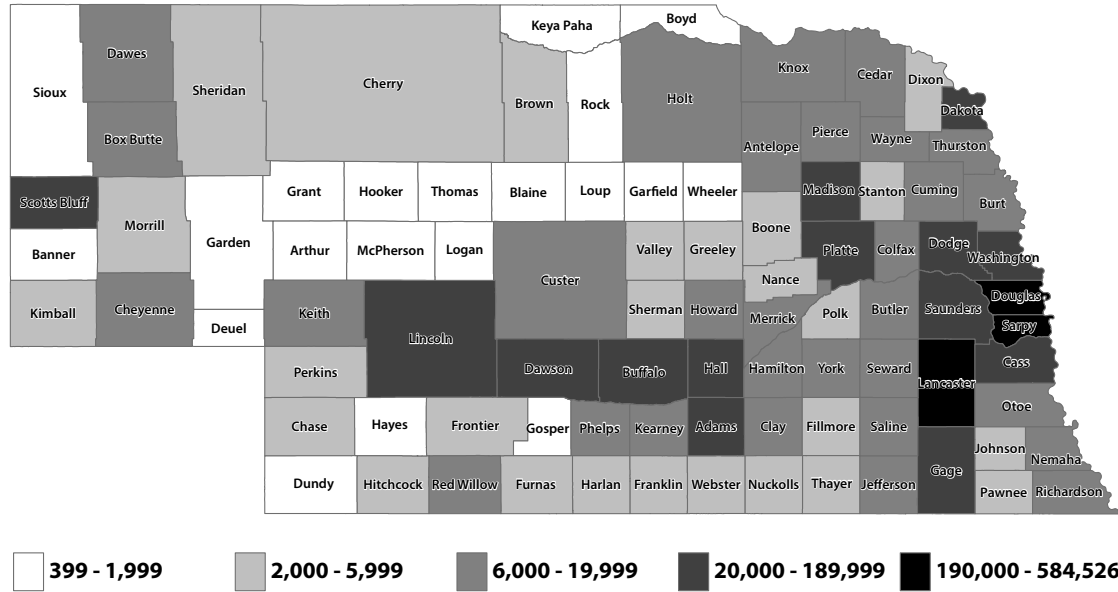 Keya Paha
Boyd
Dawes
Knox
Cedar
Dixon
Sioux
Sheridan
Cherry
Brown
Rock
Holt
Dakota
Box Butte
Antelope
Pierce
Wayne
Thurston
Scotts Bluff
Grant
Hooker
Thomas
Blaine
Loup
Garfield
Wheeler
Madison
Stanton
Cuming
Burt
Morrill
Garden
Boone
Banner
Arthur
McPherson
Logan
Custer
Valley
Greeley
Platte
Colfax
Dodge
Washington
Nance
Kimball
Cheyenne
Keith
Lincoln
Sherman
Howard
Merrick
Polk
Butler
Saunders
Douglas
Sarpy
Deuel
Perkins
Dawson
Buffalo
Hall
Hamilton
York
Seward
Lancaster
Cass
Chase
Hayes
Frontier
Gosper
Phelps
Kearney
Adams
Clay
Fillmore
Saline
Otoe
Johnson
Nemaha
Dundy
Hitchcock
Red Willow
Furnas
Harlan
Franklin
Webster
Nuckolls
Thayer
Jefferson
Gage
Pawnee
Richardson
399 - 1,999
2,000 - 5,999
6,000 - 19,999
20,000 - 189,999
190,000 - 584,526